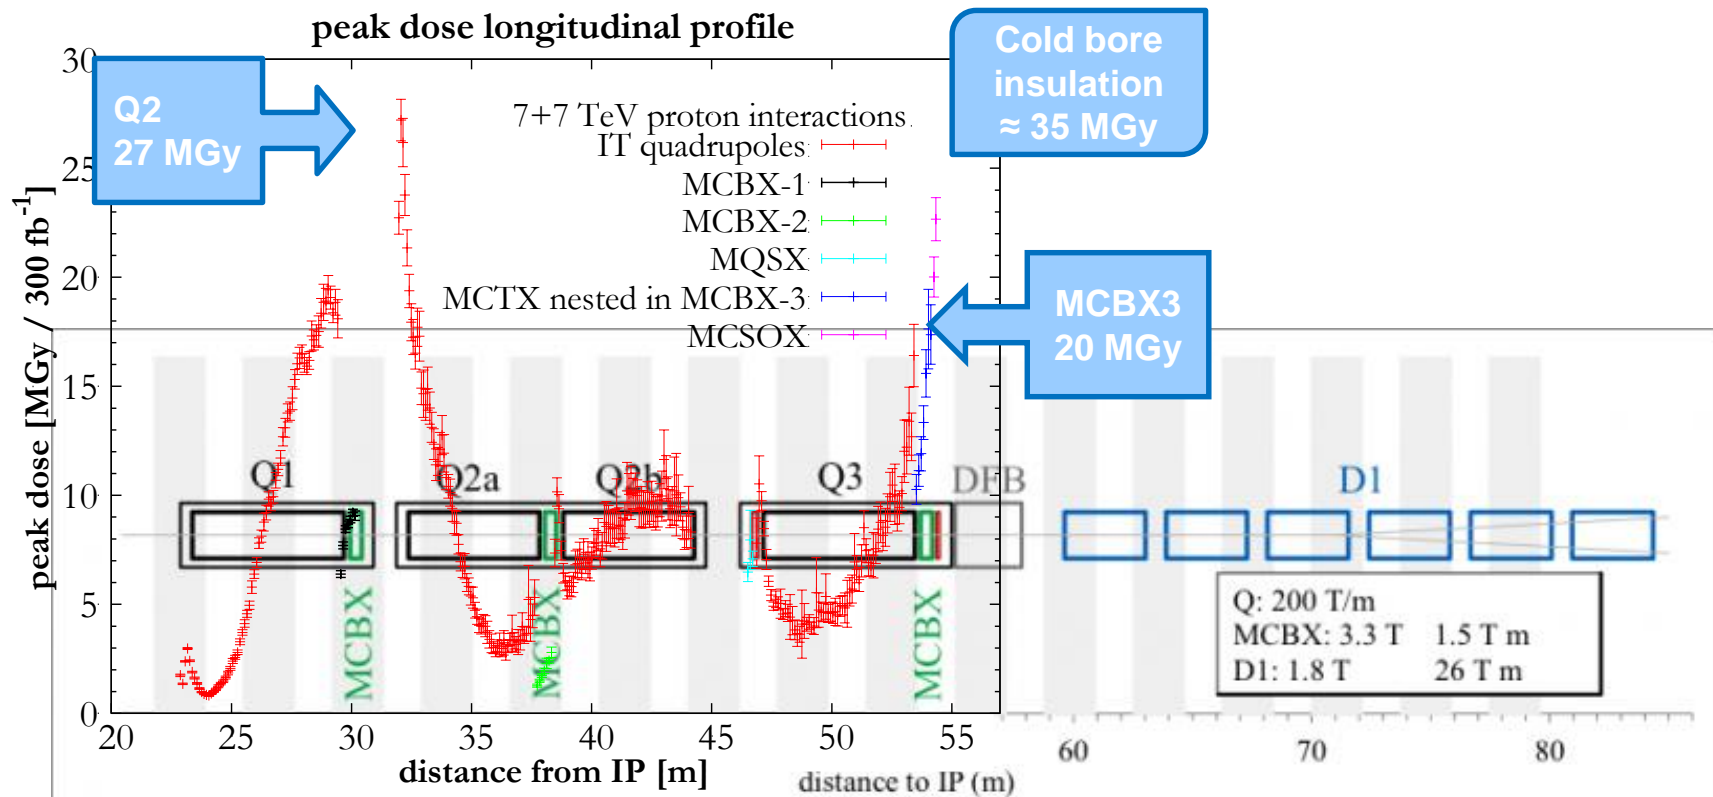 peak dose longitudinal profile
Q2
27 MGy
Cold bore
insulation
≈ 35 MGy
MCBX3
20 MGy
7+7 TeV proton interactions
IT quadrupoles
MCBX-1
MCBX-2
MQSX
MCTX nested in MCBX-3
MCSOX
peak dose [MGy / 300 fb⁻¹]
30
25
20
15
10
5
0
Q1
Q2a
Q2b
Q3
DFB
D1
MCBX
MCBX
MCBX
Q: 200 T/m
MCBX: 3.3 T 1.5 T m
D1: 1.8 T 26 T m
20 25 30 35 40 45 50 55
60 70 80
distance from IP [m]
distance to IP (m)